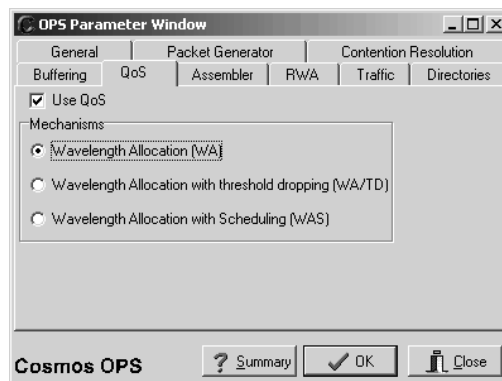 OPS Parameter Window
General Packet Generator Contention Resolution
Buffering QoS Assembler RWA Traffic Directories
Use QoS
Mechanisms
Wavelength Allocation (WA)
Wavelength Allocation with threshold dropping (WA/TD)
Wavelength Allocation with Scheduling (WAS)
Cosmos OPS ? Summary OK Close